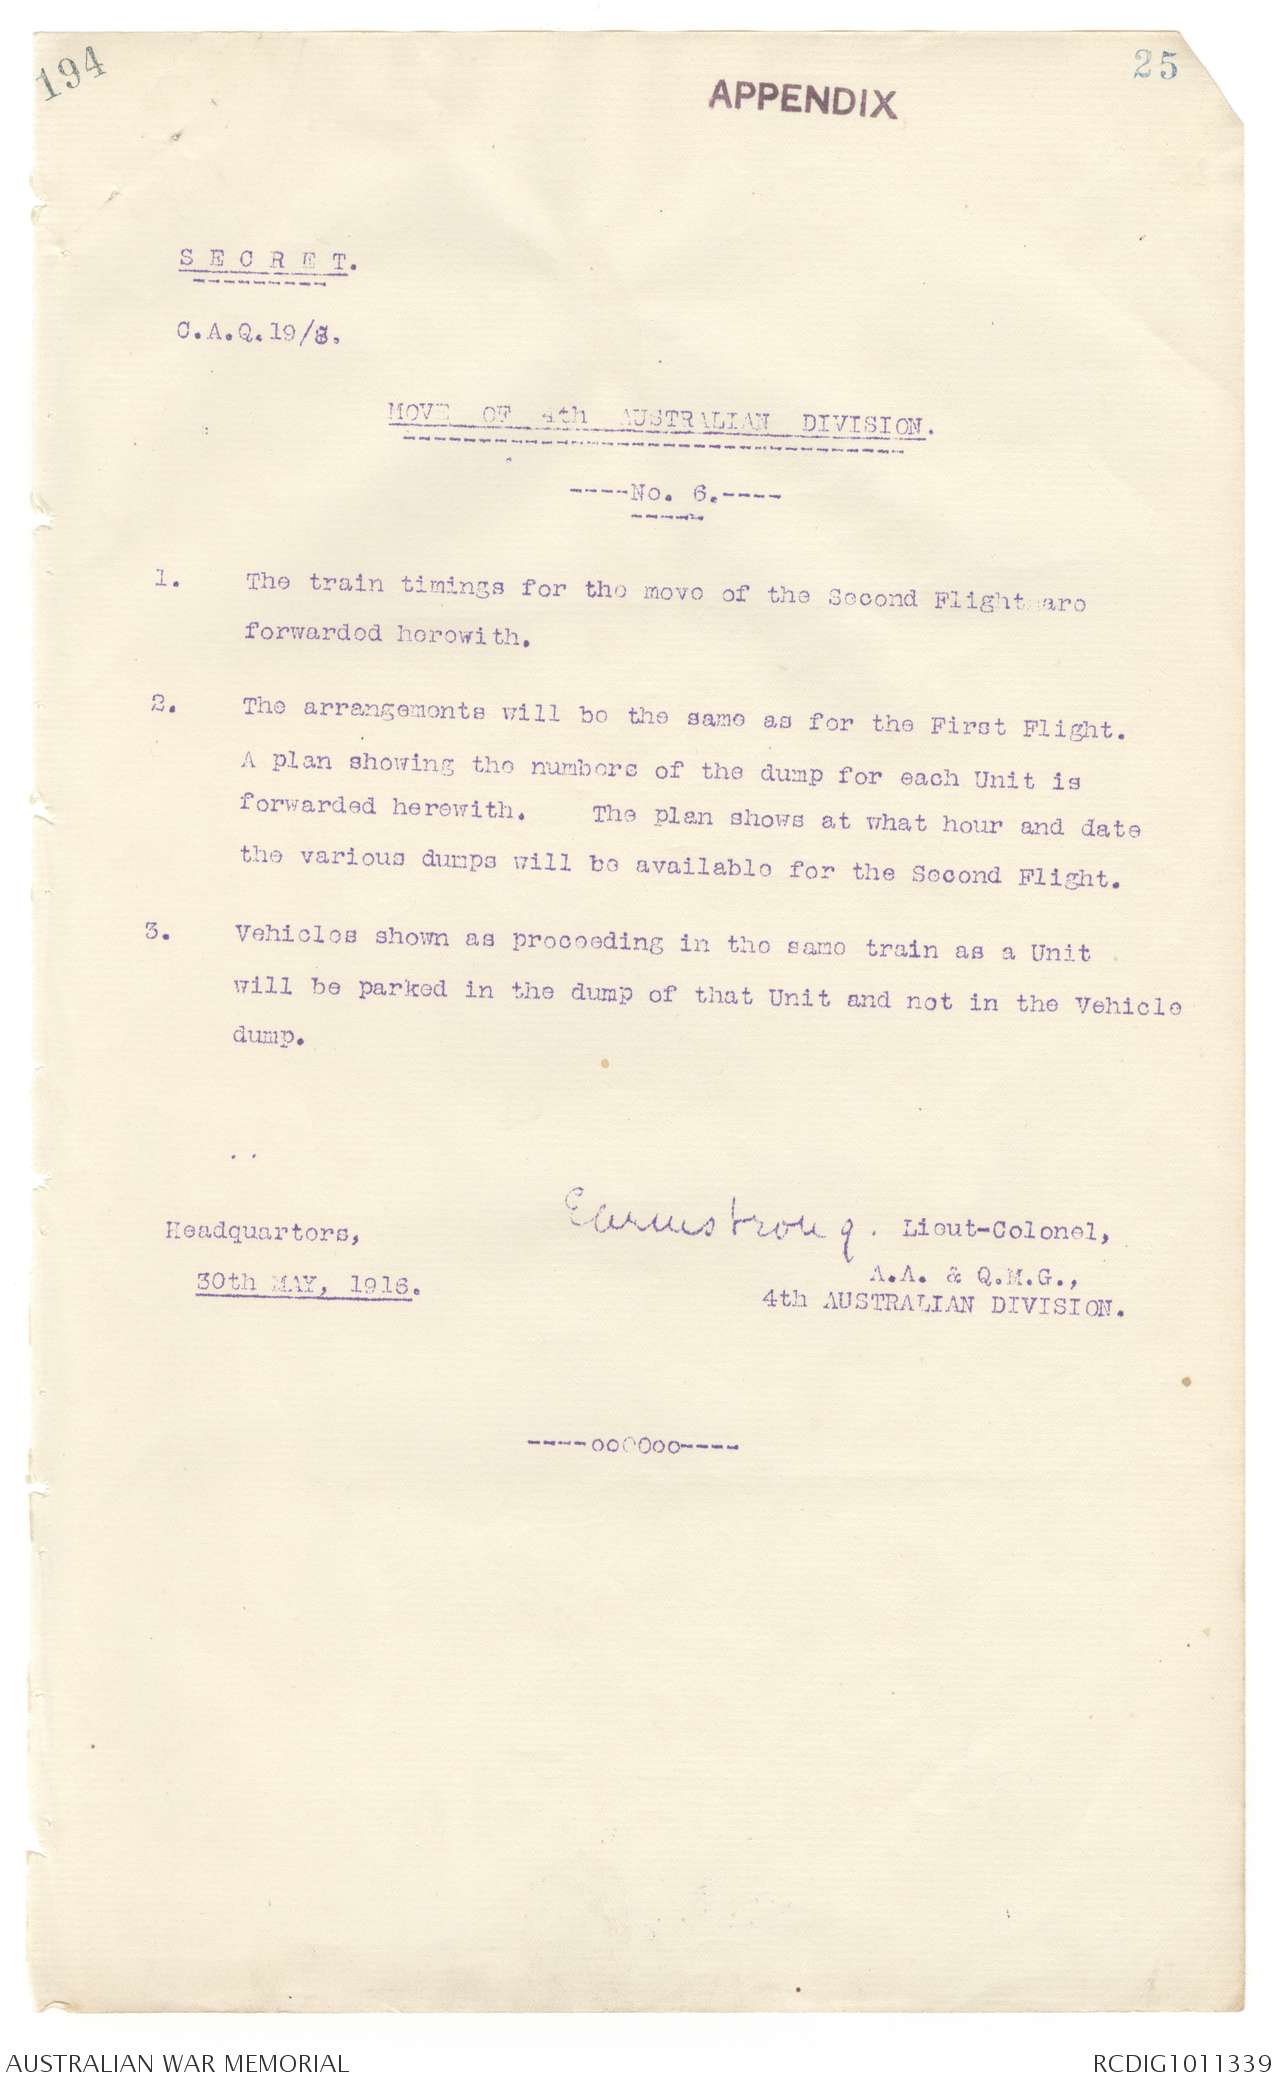 194
25
APPENDIX
S E C R E T.
C.A.Q.19/8.
MOVE OF 4th AUSTRALIAN DIVISION.
----No. 6.----
1. The train timings for the move of the Second Flight are
forwarded herewith.
2. The arrangements will be the same as for the First Flight.
A plan showing the numbers of the dump for each Unit is
forwarded herewith. The plan shows at what hour and date
the various dumps will be available for the Second Flight.
3. Vehicles shown as proceeding in the same train as a Unit
will be parked in the dump of that Unit and not in the Vehicle
dump.
Headquarters,
30th MAY, 1916.
EArmstrong. Lieut-Colonel,
A.A. & Q.M.G.,
4th AUSTRALIAN DIVISION.
----ooOOoo----
AUSTRALIAN WAR MEMORIAL
RCDIG1011339